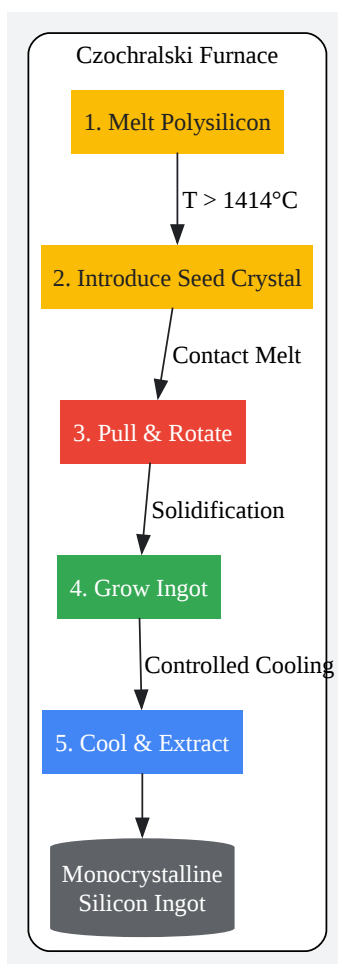 Czochralski Furnace
1. Melt Polysilicon
T > 1414°C
2. Introduce Seed Crystal
Contact Melt
3. Pull & Rotate
Solidification
4. Grow Ingot
Controlled Cooling
5. Cool & Extract
Monocrystalline
Silicon Ingot